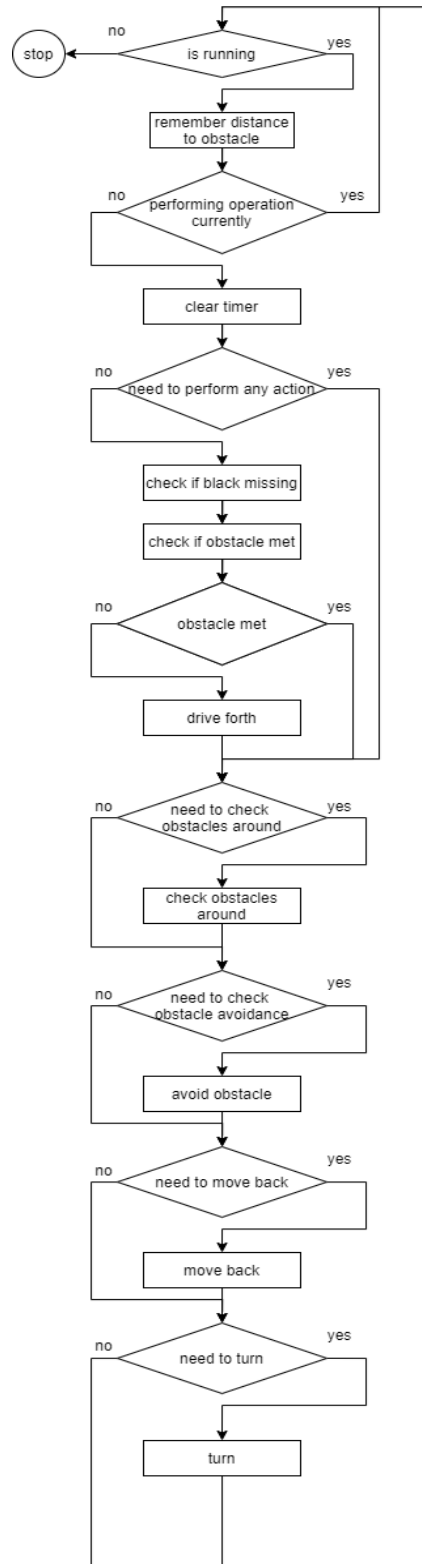 no
yes
stop
is running
remember distance
to obstacle
no
yes
performing operation
currently
clear timer
no
yes
need to perform any action
check if black missing
check if obstacle met
no
yes
obstacle met
drive forth
no
yes
need to check
obstacles around
check obstacles
around
no
yes
need to check
obstacle avoidance
avoid obstacle
no
yes
need to move back
move back
no
yes
need to turn
turn